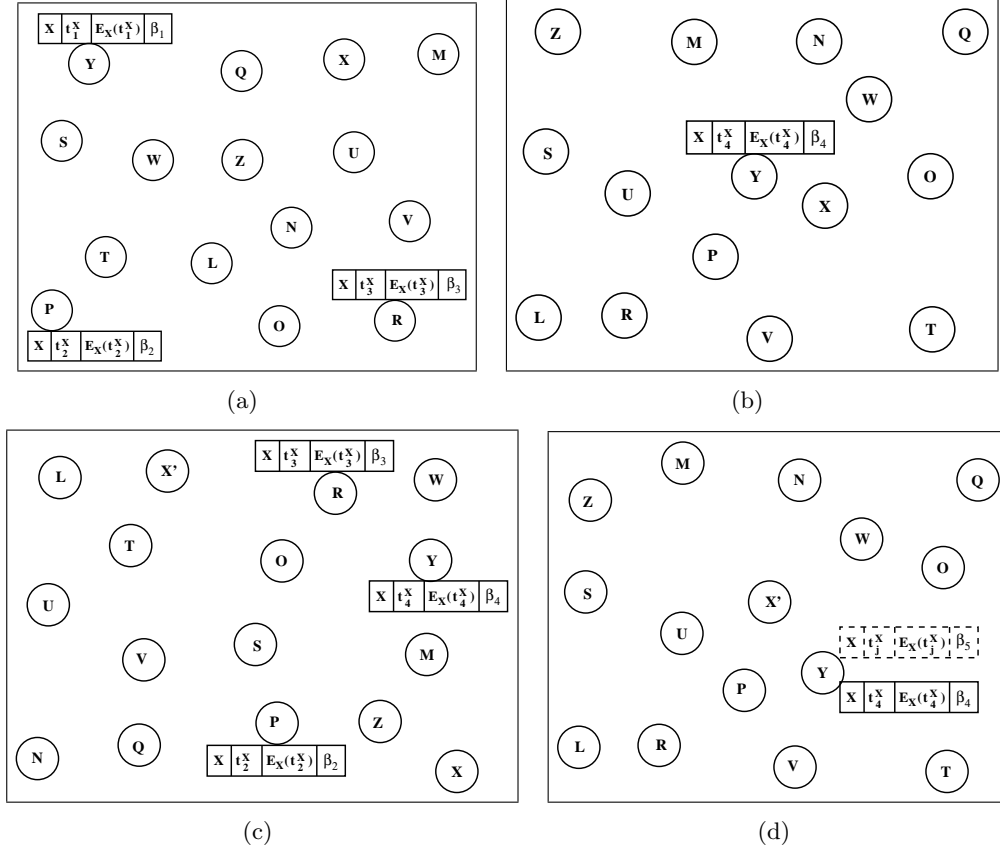 X t₁ˣ Eₓ(t₁ˣ) β₁
Y Q X M
S W Z U
N V
T L
X t₃ˣ Eₓ(t₃ˣ) β₃
P O R
X t₂ˣ Eₓ(t₂ˣ) β₂
(a)
Z M N Q
W
X t₄ˣ Eₓ(t₄ˣ) β₄
S Y O
U X
P
L R V T
(b)
X t₃ˣ Eₓ(t₃ˣ) β₃
L X' R W
T O Y
X t₄ˣ Eₓ(t₄ˣ) β₄
U
V S M
P Z
N Q X
X t₂ˣ Eₓ(t₂ˣ) β₂
(c)
M N Q
Z
W O
S X'
U
X tⱼˣ Eₓ(tⱼˣ) β₅
Y
P
X t₄ˣ Eₓ(t₄ˣ) β₄
L R V T
(d)